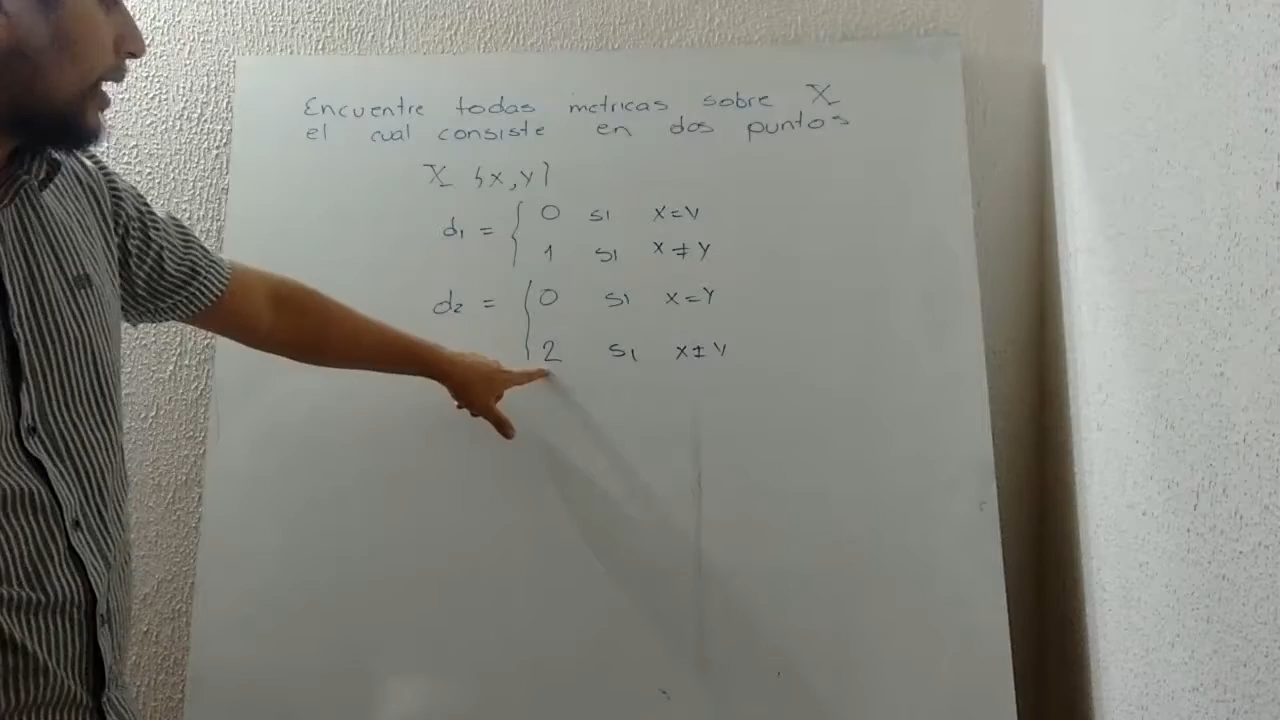 Encuentre todas metricas sobre X
el cual consiste en dos puntos
X {x,y}
d₁ = { 0 si x=y
1 si x≠y
d₂ = { 0 si x=y
2 si x≠y